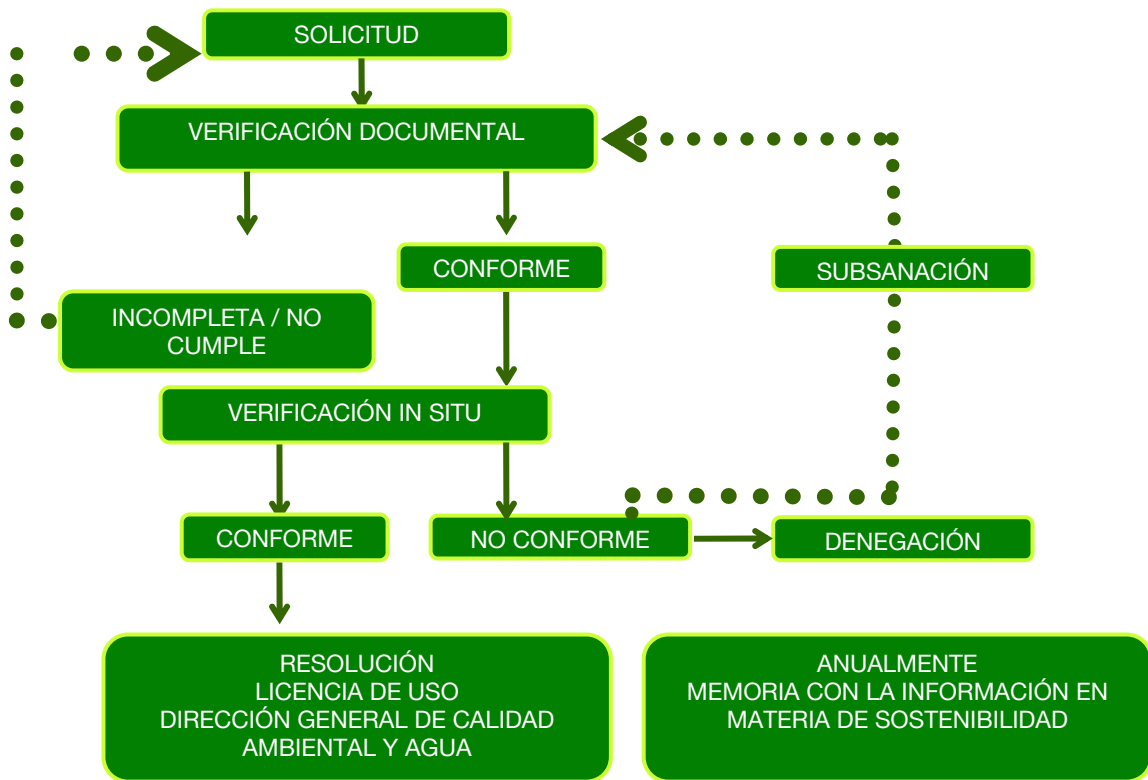 SOLICITUD
VERIFICACIÓN DOCUMENTAL
CONFORME
SUBSANACIÓN
INCOMPLETA / NO
CUMPLE
VERIFICACIÓN IN SITU
CONFORME
NO CONFORME
DENEGACIÓN
RESOLUCIÓN
LICENCIA DE USO
DIRECCIÓN GENERAL DE CALIDAD
AMBIENTAL Y AGUA
ANUALMENTE
MEMORIA CON LA INFORMACIÓN EN
MATERIA DE SOSTENIBILIDAD